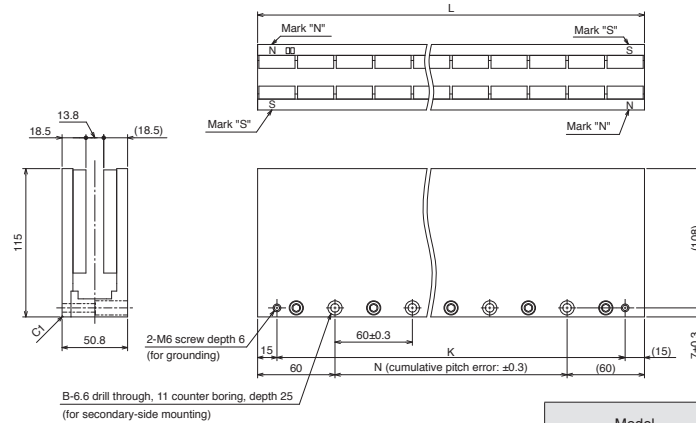 L
Mark "N"
Mark "S"
N
S
S
N
Mark "S"
Mark "N"
13.8
18.5
(18.5)
115
C1
50.8
(108)
7±0.3
2-M6 screw depth 6
(for grounding)
60±0.3
15
K
(15)
60
N (cumulative pitch error: ±0.3)
(60)
B-6.6 drill through, 11 counter boring, depth 25
(for secondary-side mounting)